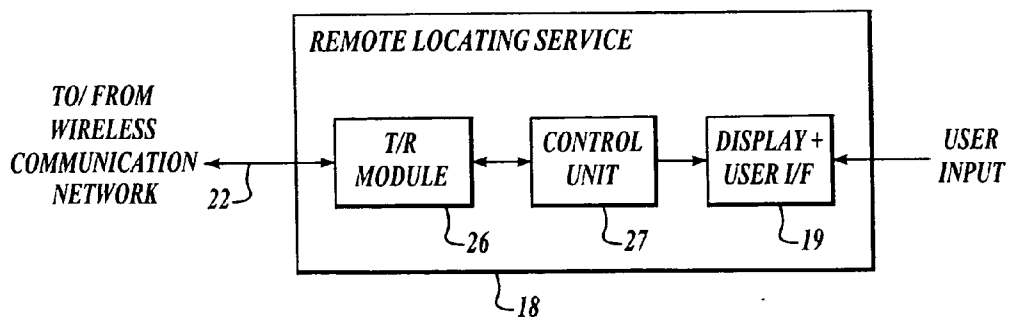 REMOTE LOCATING SERVICE
TO/ FROM
WIRELESS
COMMUNICATION
NETWORK
22
T/R
MODULE
26
CONTROL
UNIT
27
DISPLAY +
USER I/F
19
USER
INPUT
18